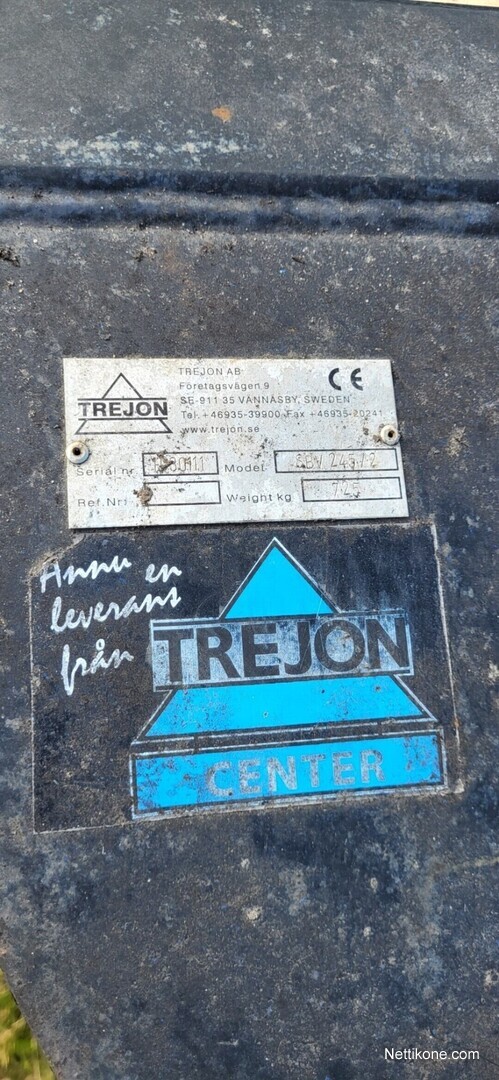 TREJON AB
Företagsvägen 9
SE-911 35 VÄNNÄSBY, SWEDEN
Tel. +46935-39900 Fax +46935-20241
www.trejon.se
CE
TREJON
Serial nr.
Model
Ref.Nr:
Weight kg 725
Ännu en
leverans
från
TREJON
CENTER
Nettikone.com